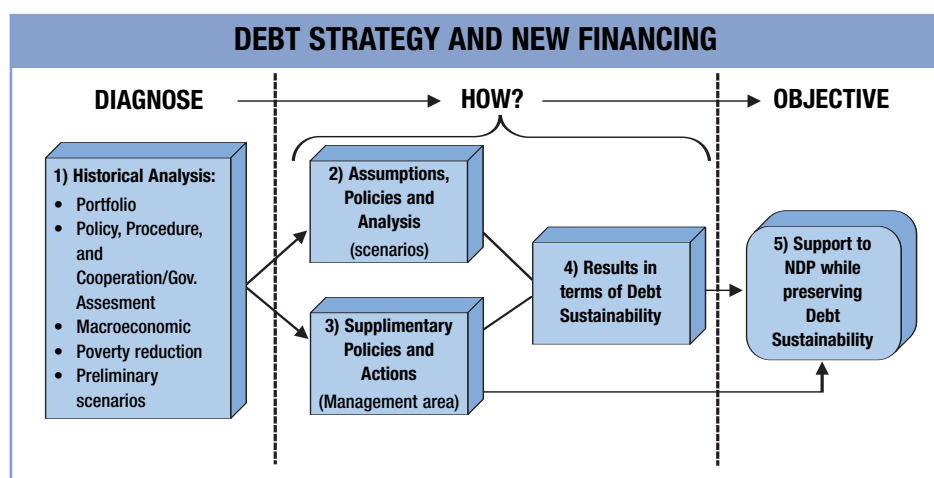 DEBT STRATEGY AND NEW FINANCING
DIAGNOSE
HOW?
OBJECTIVE
1) Historical Analysis:
• Portfolio
• Policy, Procedure,
and
Cooperation/Gov.
Assesment
• Macroeconomic
• Poverty reduction
• Preliminary
scenarios
2) Assumptions,
Policies and
Analysis
(scenarios)
3) Supplimentary
Policies and
Actions
(Management area)
4) Results in
terms of Debt
Sustainability
5) Support to
NDP while
preserving
Debt
Sustainability